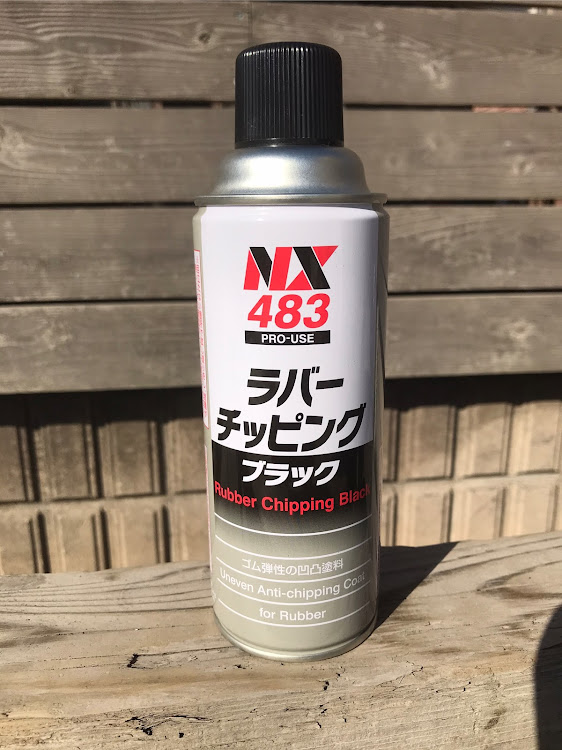 NX
483
PRO-USE
ラバー
チッピング
ブラック
Rubber Chipping Black
ゴム弾性の凹凸塗料
Uneven Anti-chipping Coat
for Rubber